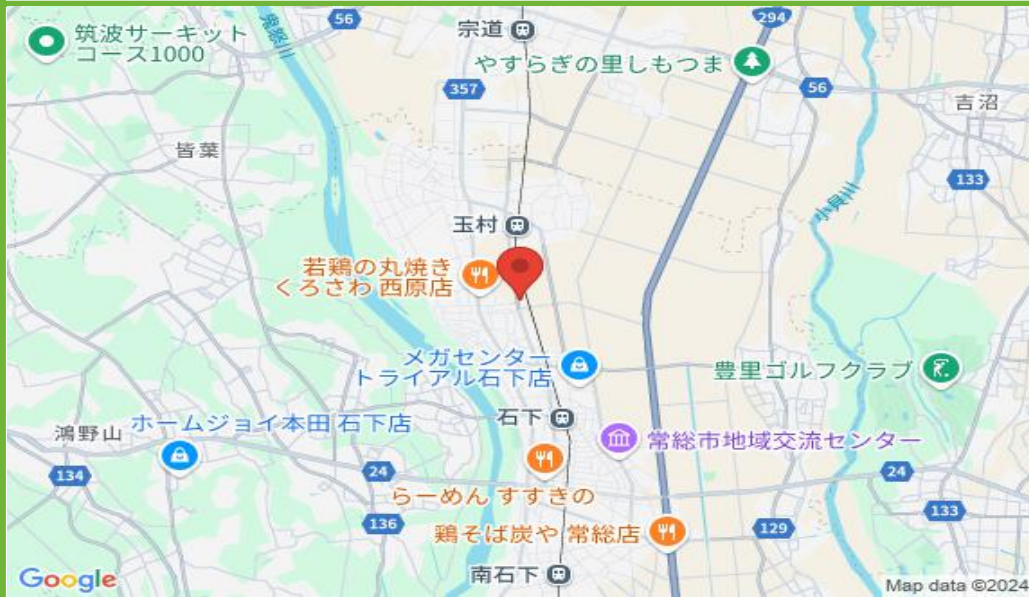 筑波サーキット
コース1000
鬼怒川
56
宗道
294
やすらぎの里しもつま
357
56
吉沼
皆葉
133
小貝川
玉村
若鶏の丸焼き
くろさわ 西原店
メガセンター
トライアル石下店
豊里ゴルフクラブ
ホームジョイ本田 石下店
石下
鴻野山
常総市地域交流センター
134
24
24
らーめん すすきの
136
133
129
鶏そば炭や 常総店
南石下
Google
Map data ©2024